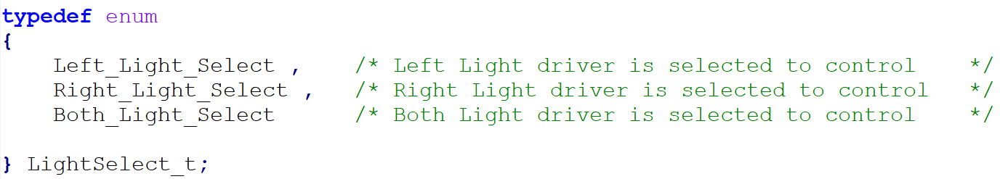 typedef enum
{
    Left_Light_Select ,    /* Left Light driver is selected to control    */
    Right_Light_Select ,   /* Right Light driver is selected to control   */
    Both_Light_Select      /* Both Light driver is selected to control    */
} LightSelect_t;